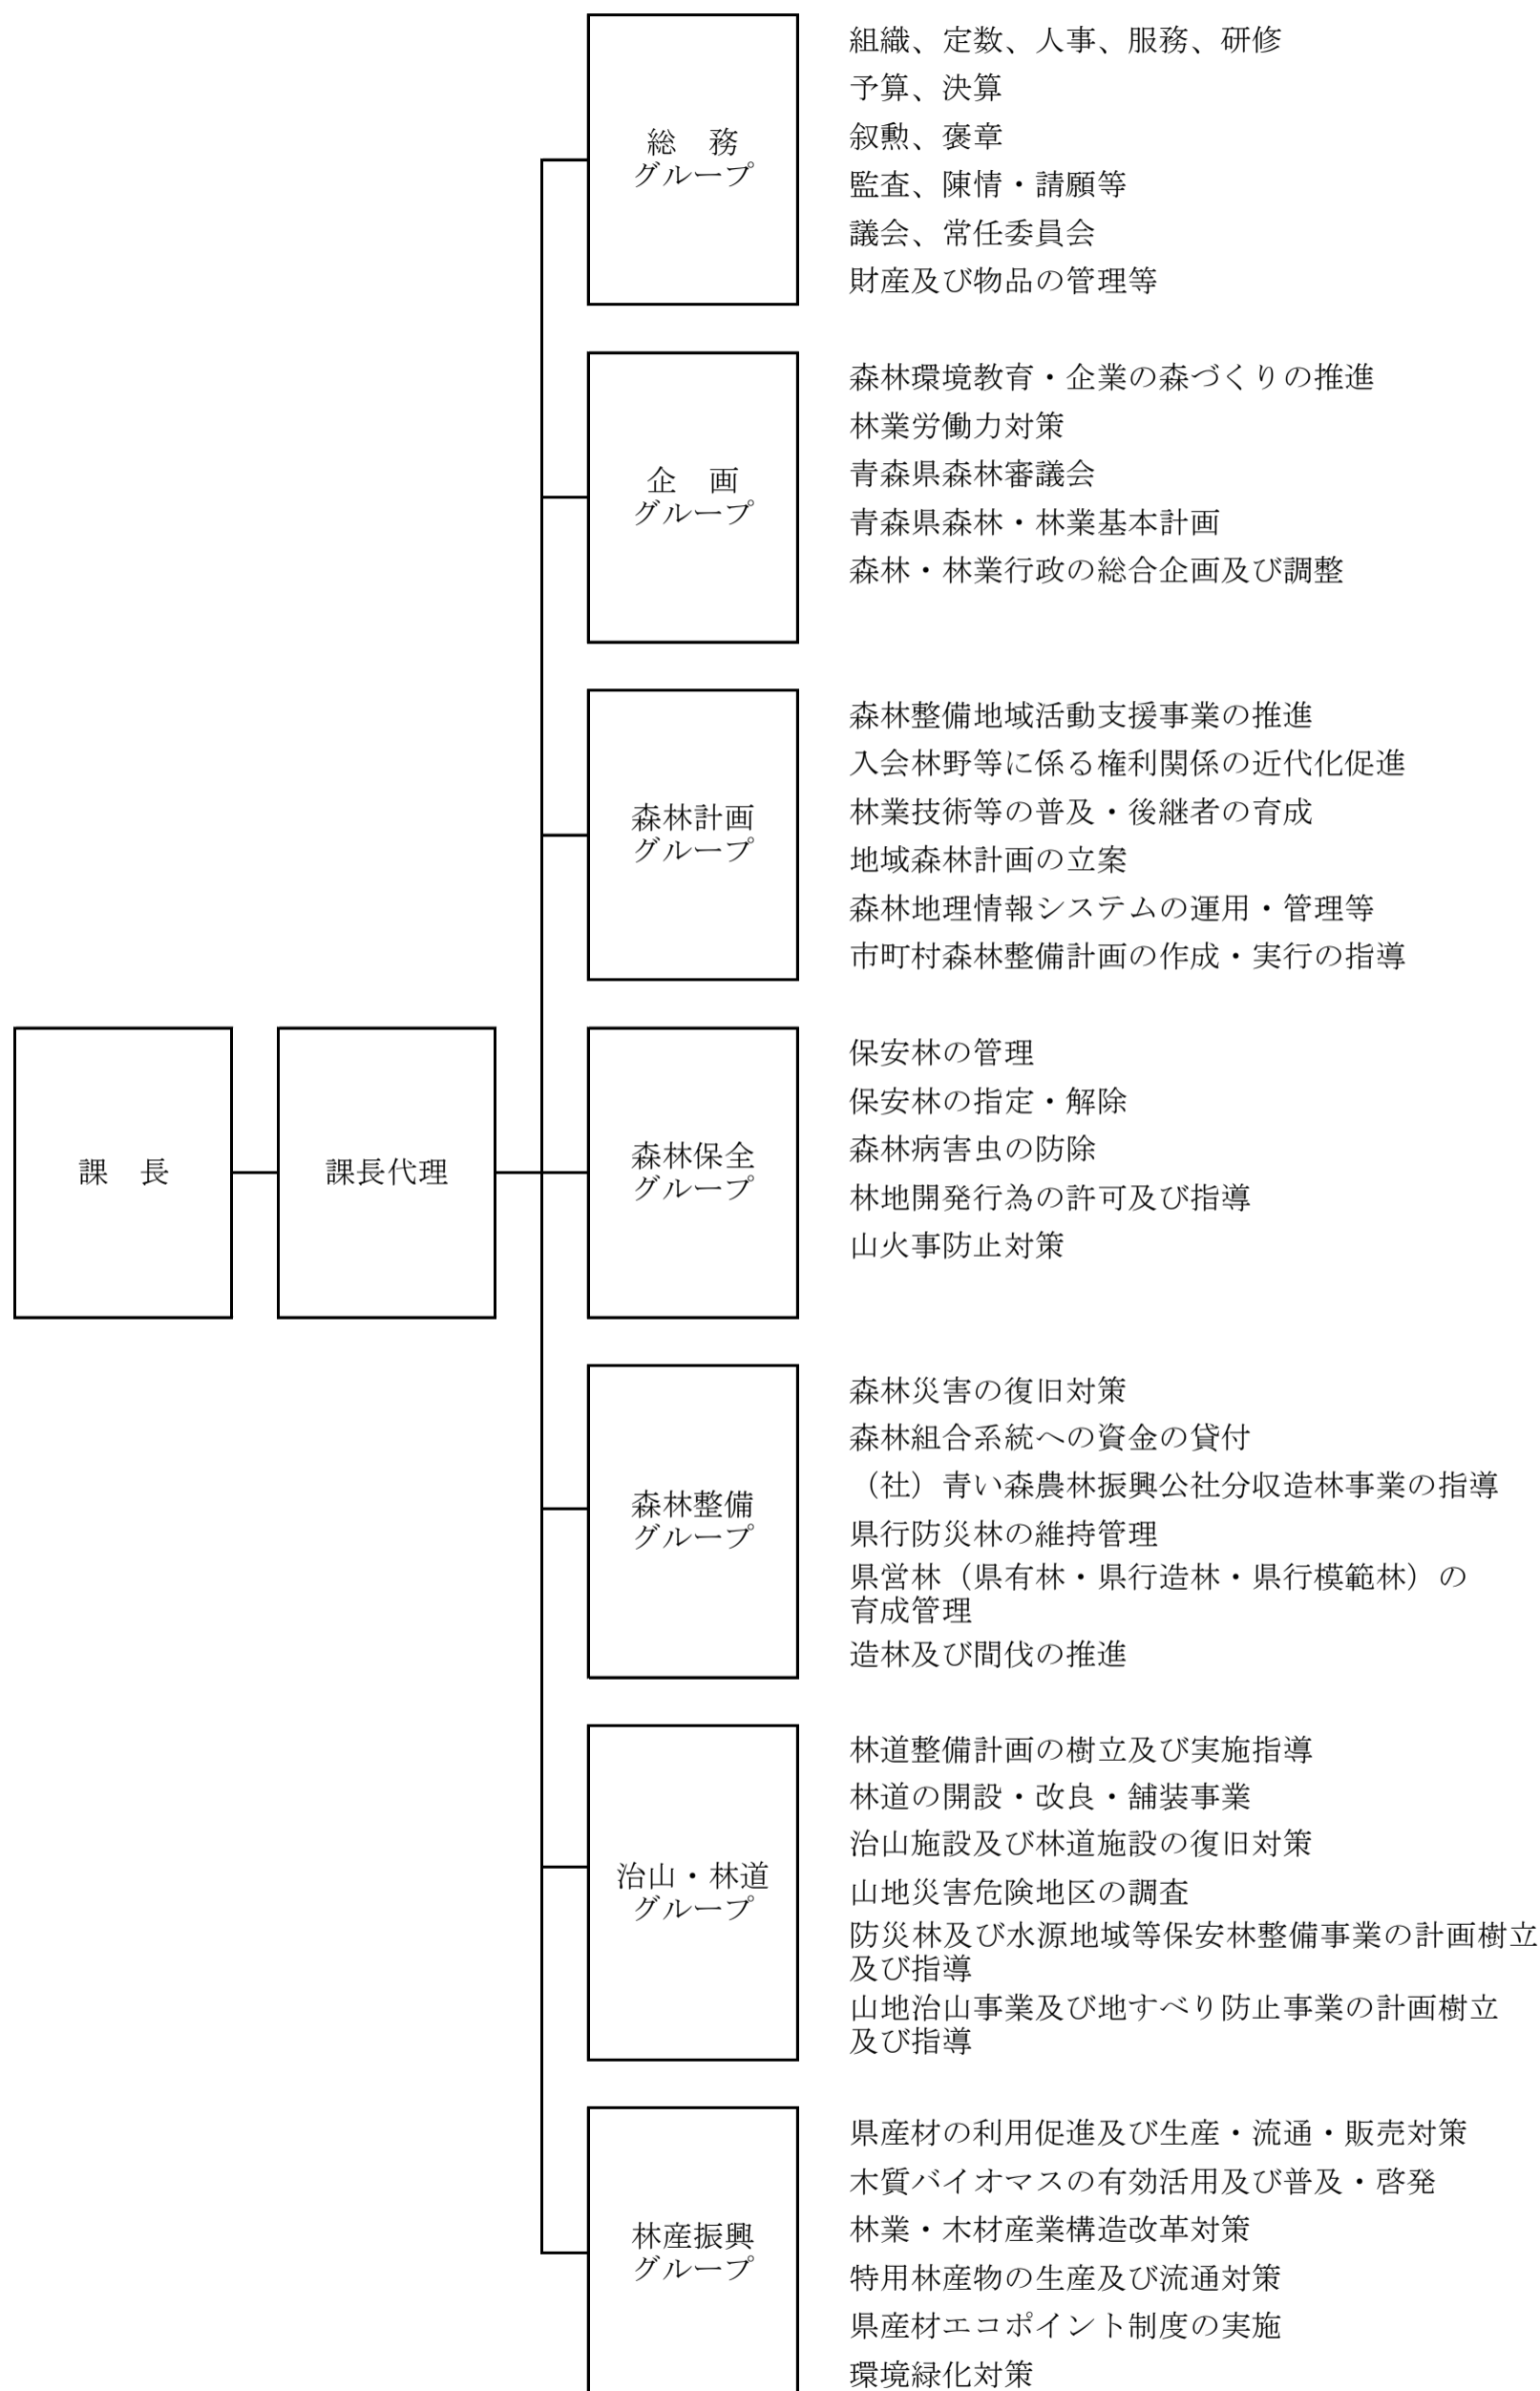 総　務
グループ
組織、定数、人事、服務、研修
予算、決算
叙勲、褒章
監査、陳情・請願等
議会、常任委員会
財産及び物品の管理等
企　画
グループ
森林環境教育・企業の森づくりの推進
林業労働力対策
青森県森林審議会
青森県森林・林業基本計画
森林・林業行政の総合企画及び調整
森林計画
グループ
森林整備地域活動支援事業の推進
入会林野等に係る権利関係の近代化促進
林業技術等の普及・後継者の育成
地域森林計画の立案
森林地理情報システムの運用・管理等
市町村森林整備計画の作成・実行の指導
課　長
課長代理
森林保全
グループ
保安林の管理
保安林の指定・解除
森林病害虫の防除
林地開発行為の許可及び指導
山火事防止対策
森林整備
グループ
森林災害の復旧対策
森林組合系統への資金の貸付
（社）青い森農林振興公社分収造林事業の指導
県行防災林の維持管理
県営林（県有林・県行造林・県行模範林）の
育成管理
造林及び間伐の推進
治山・林道
グループ
林道整備計画の樹立及び実施指導
林道の開設・改良・舗装事業
治山施設及び林道施設の復旧対策
山地災害危険地区の調査
防災林及び水源地域等保安林整備事業の計画樹立
及び指導
山地治山事業及び地すべり防止事業の計画樹立
及び指導
林産振興
グループ
県産材の利用促進及び生産・流通・販売対策
木質バイオマスの有効活用及び普及・啓発
林業・木材産業構造改革対策
特用林産物の生産及び流通対策
県産材エコポイント制度の実施
環境緑化対策